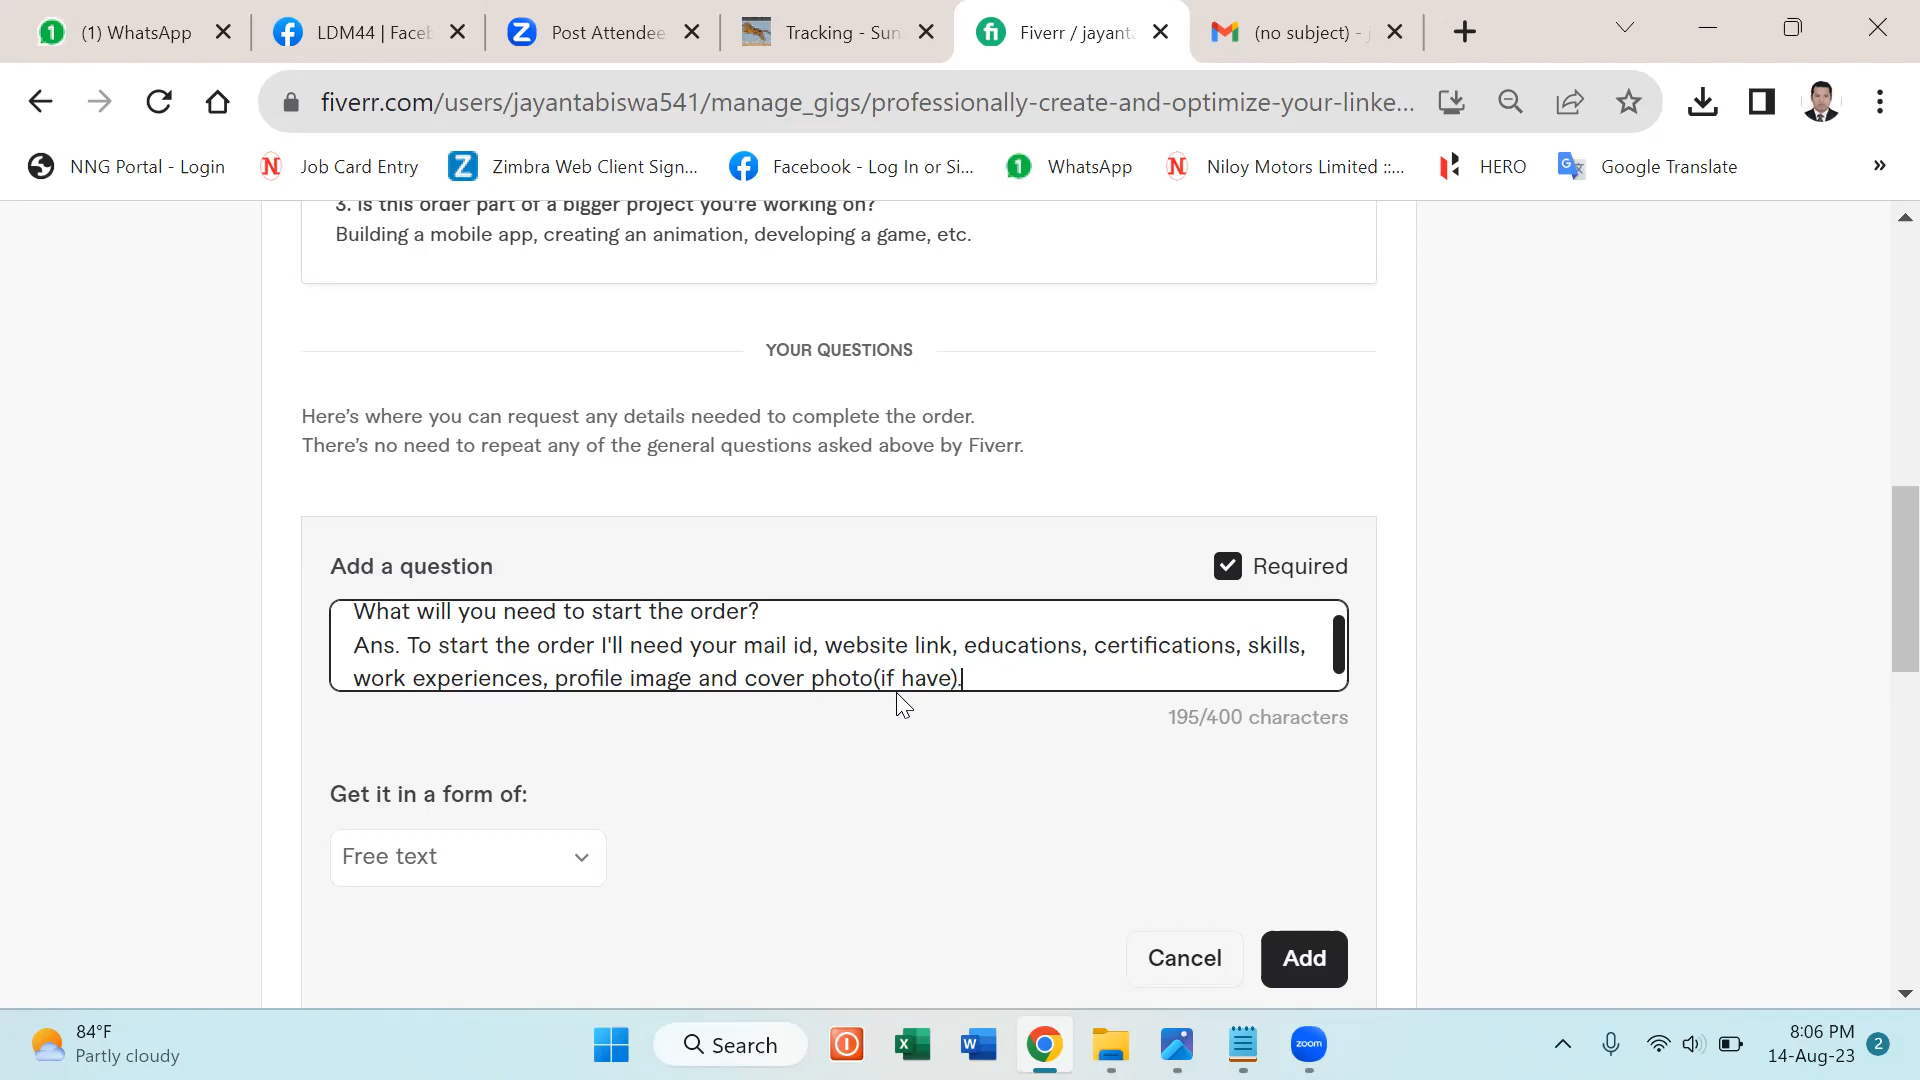 (1) WhatsApp
LDM44 | Faceb
Post Attendee
Tracking - Sun
Fiverr / jayanta
(no subject) - j
fiverr.com/users/jayantabiswa541/manage_gigs/professionally-create-and-optimize-your-linke...
NNG Portal - Login
Job Card Entry
Zimbra Web Client Sign...
Facebook - Log In or Si...
WhatsApp
Niloy Motors Limited ::...
HERO
Google Translate
»
3. Is this order part of a bigger project you're working on?
Building a mobile app, creating an animation, developing a game, etc.
YOUR QUESTIONS
Here's where you can request any details needed to complete the order.
There's no need to repeat any of the general questions asked above by Fiverr.
Add a question
Required
What will you need to start the order?
Ans. To start the order I'll need your mail id, website link, educations, certifications, skills,
work experiences, profile image and cover photo(if have).
195/400 characters
Get it in a form of:
Free text
Cancel
Add
84°F
Partly cloudy
Search
zoom
8:06 PM
14-Aug-23
2